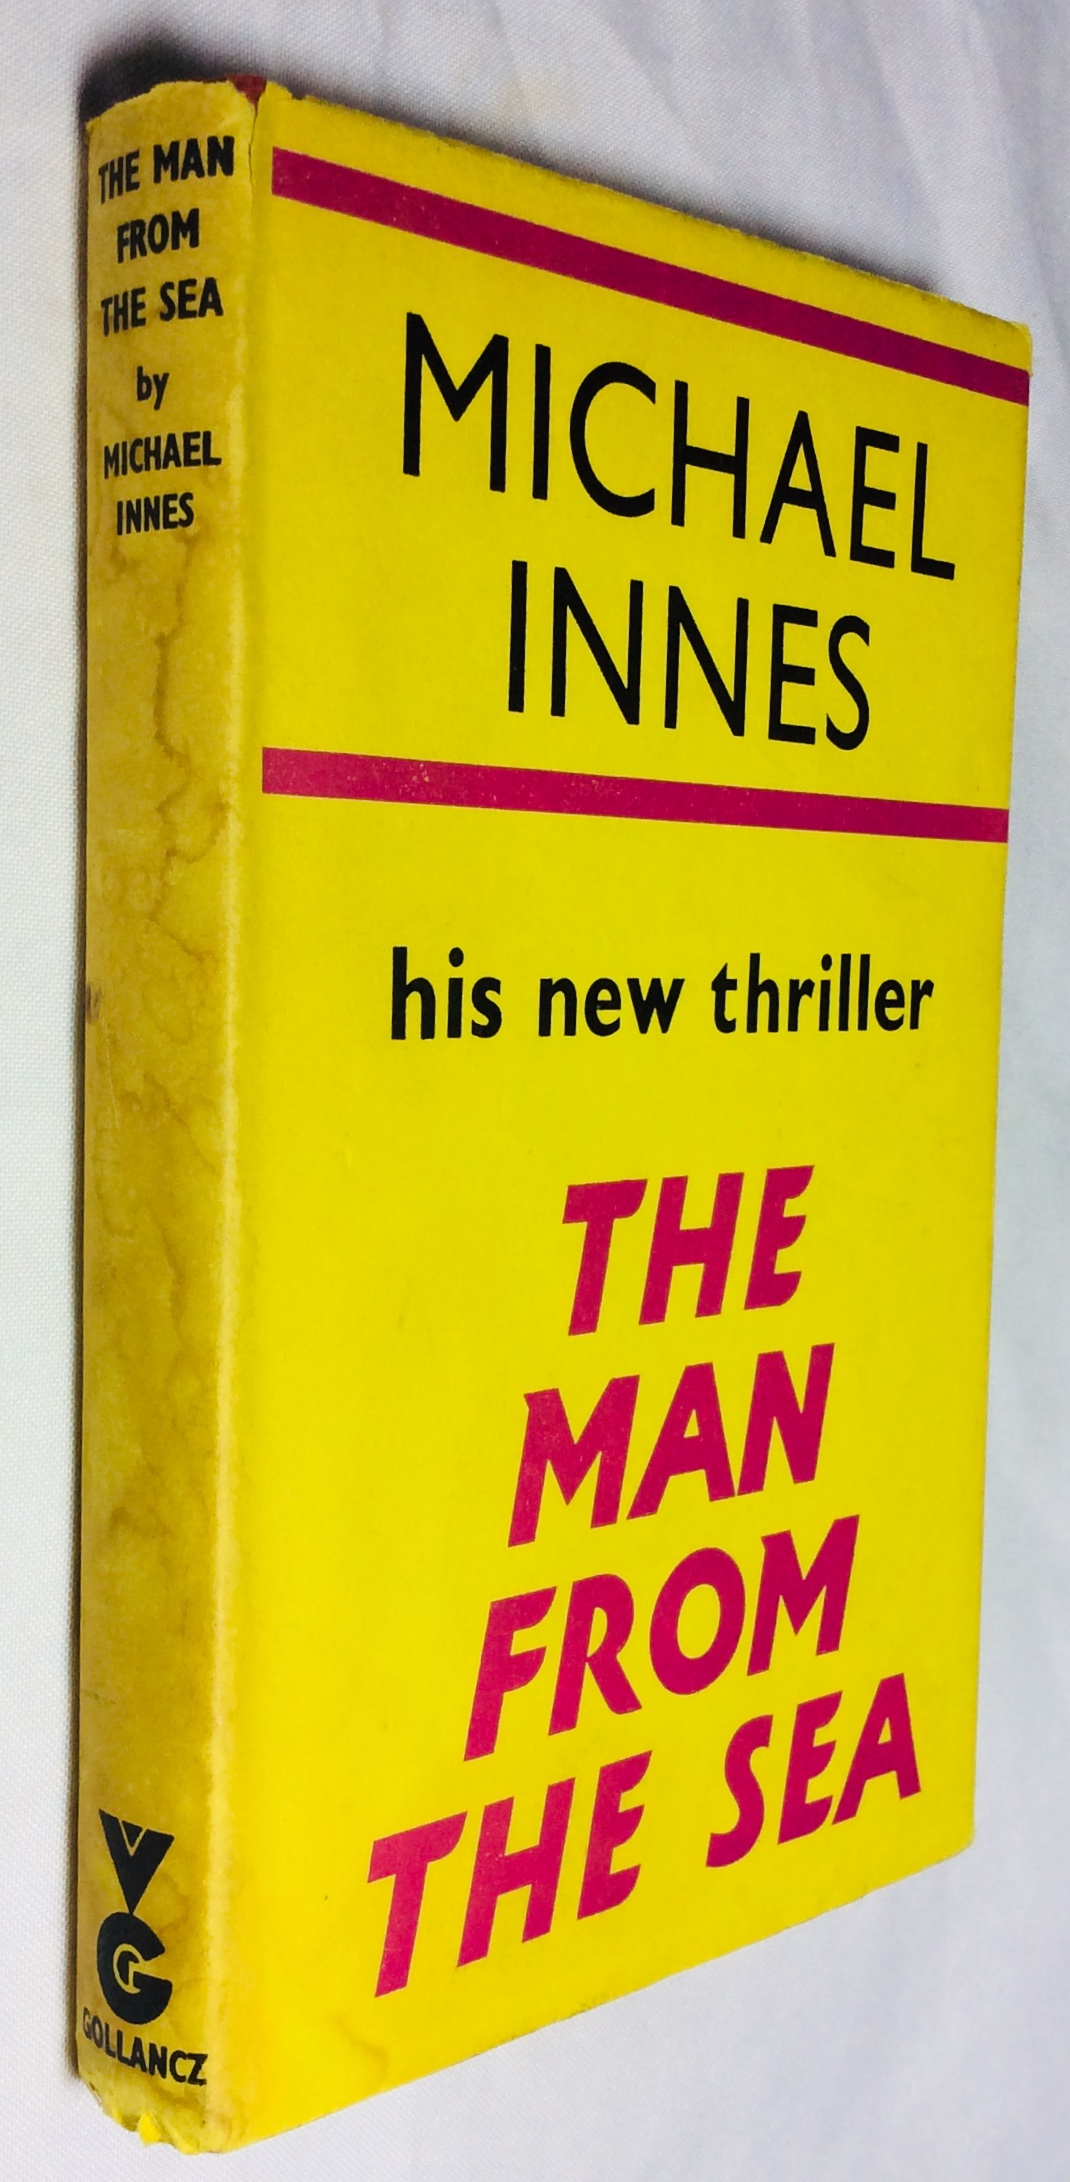 THE MAN
FROM
THE SEA
by
MICHAEL
INNES
VG
GOLLANCZ
MICHAEL
INNES
his new thriller
THE
MAN
FROM
THE SEA